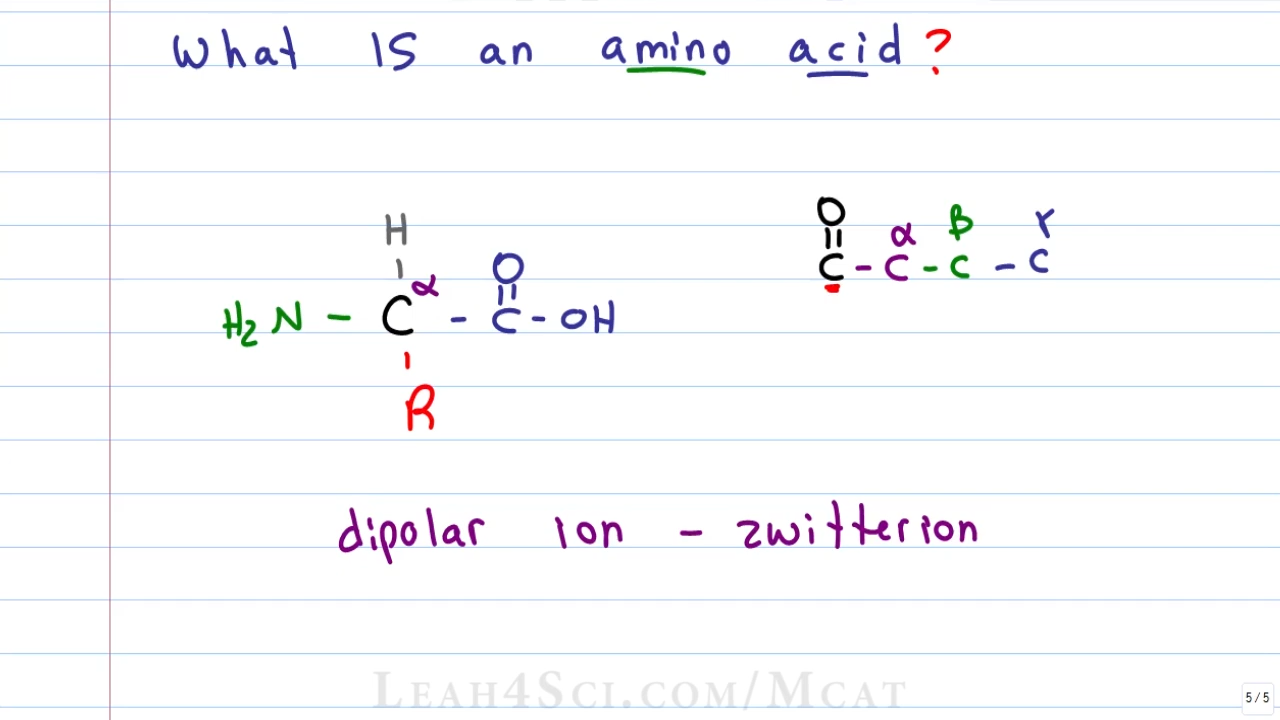 What IS an amino acid?
O
α β γ
H
C - C - C - C
O
α
H2N - C - C - OH
R
dipolar ion - zwitterion
LEAH4SCI.COM/MCAT
5/5